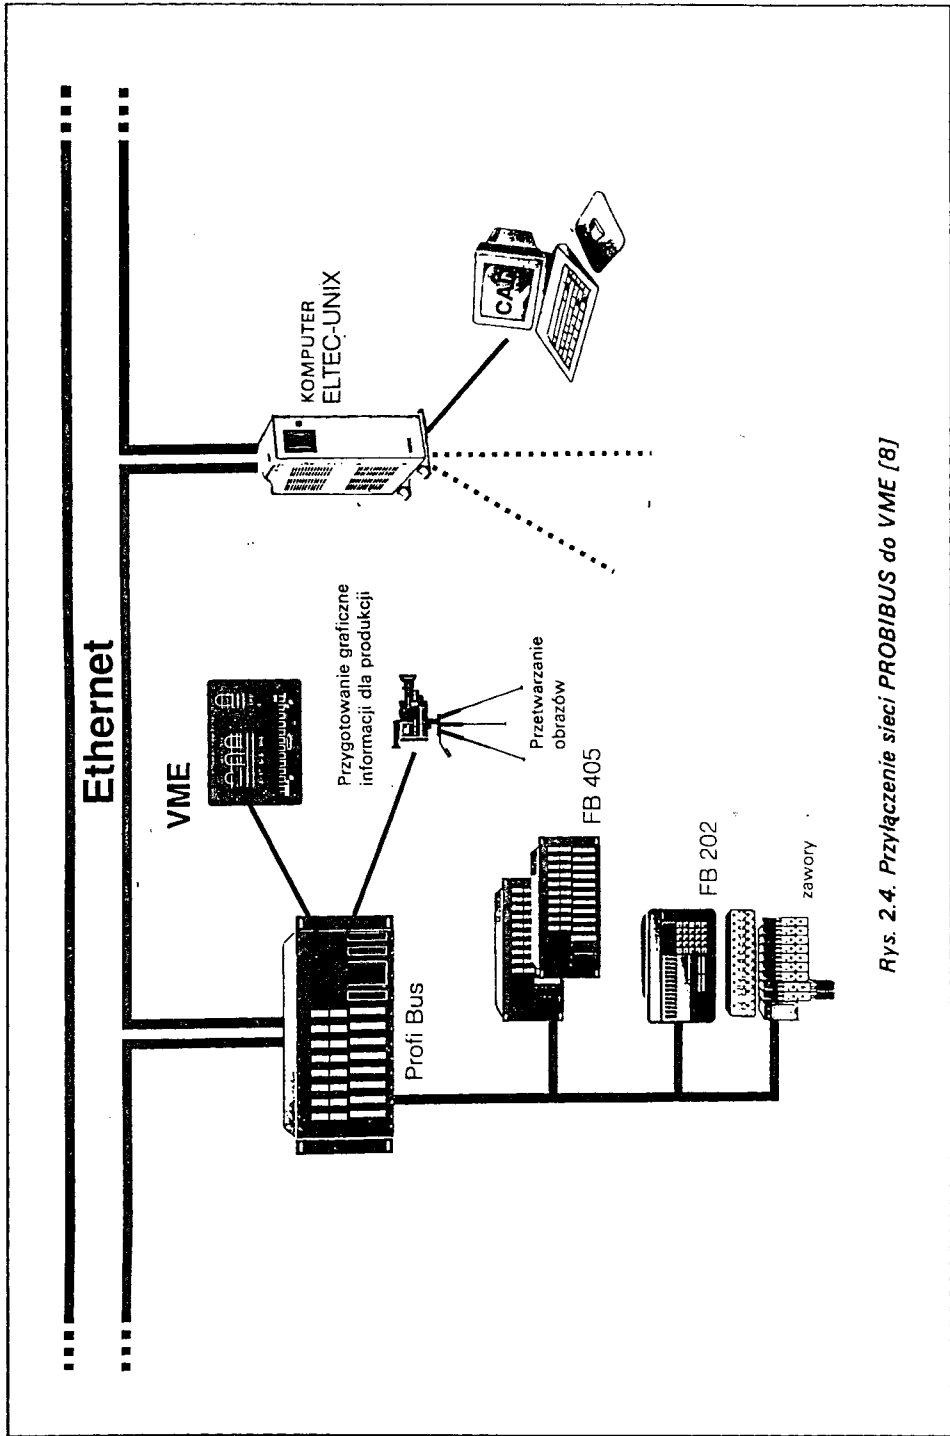 Ethernet
VME
Przygotowanie graficzne
informacji dla produkcji
KOMPUTER
ELTEC-UNIX
CAD
Profi Bus
Przetwarzanie
obrazów
FB 405
FB 202
zawory
Rys. 2.4. Przyłączenie sieci PROBIBUS do VME [8]